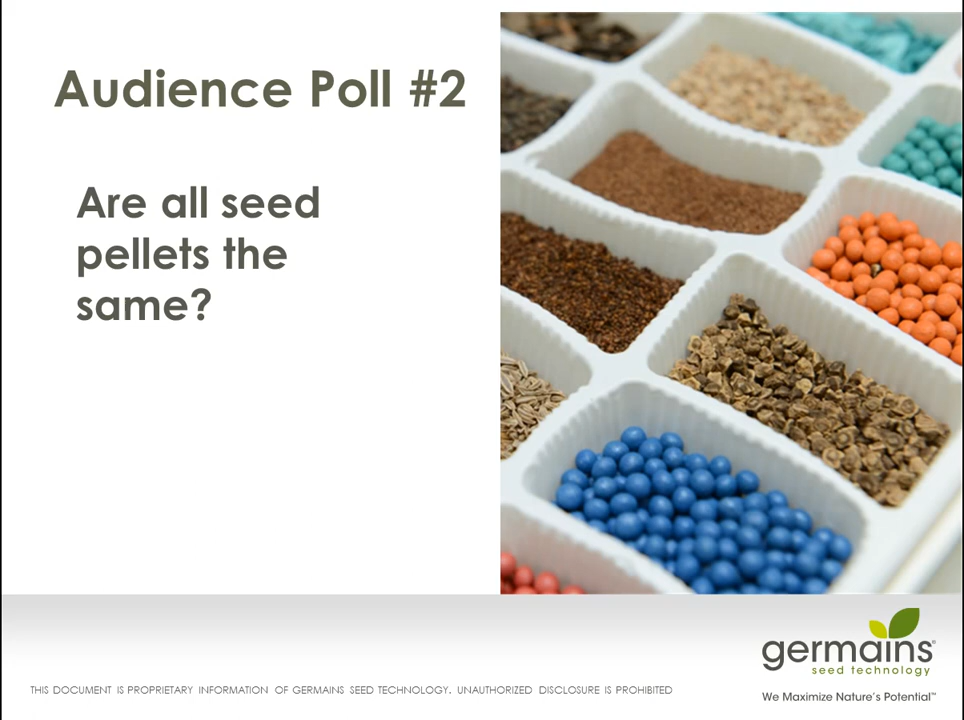 Audience Poll #2
Are all seed
pellets the
same?
germains®
seed technology
THIS DOCUMENT IS PROPRIETARY INFORMATION OF GERMAINS SEED TECHNOLOGY. UNAUTHORIZED DISCLOSURE IS PROHIBITED
We Maximize Nature's Potential™